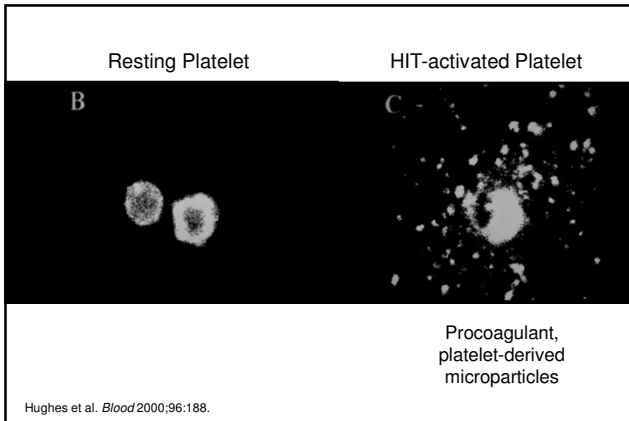 Resting Platelet
HIT-activated Platelet
B
C
Procoagulant,
platelet-derived
microparticles
Hughes et al. Blood 2000;96:188.